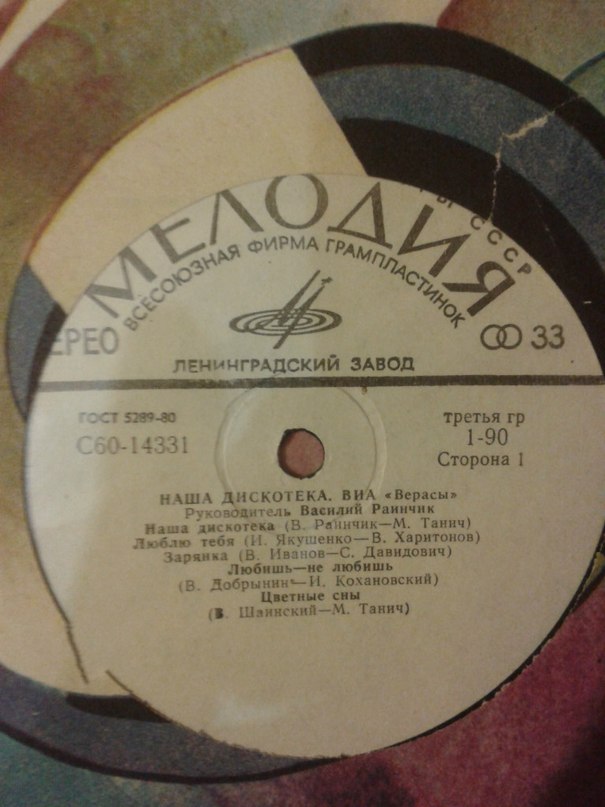 ТЫ СССР
МЕЛОДИЯ
ВСЕСОЮЗНАЯ ФИРМА ГРАМПЛАСТИНОК
ЕРЕО
33
ЛЕНИНГРАДСКИЙ ЗАВОД
ГОСТ 5289-80
С60-14331
третья гр
1-90
Сторона 1
НАША ДИСКОТЕКА. ВИА «Верасы»
Руководитель Василий Раинчик
Наша дискотека (В. Раинчик—М. Танич)
Люблю тебя (И. Якушенко—В. Харитонов)
Зарянка (В. Иванов—С. Давидович)
Любишь—не любишь
(В. Добрынин—И. Кохановский)
Цветные сны
(В. Шаинский—М. Танич)